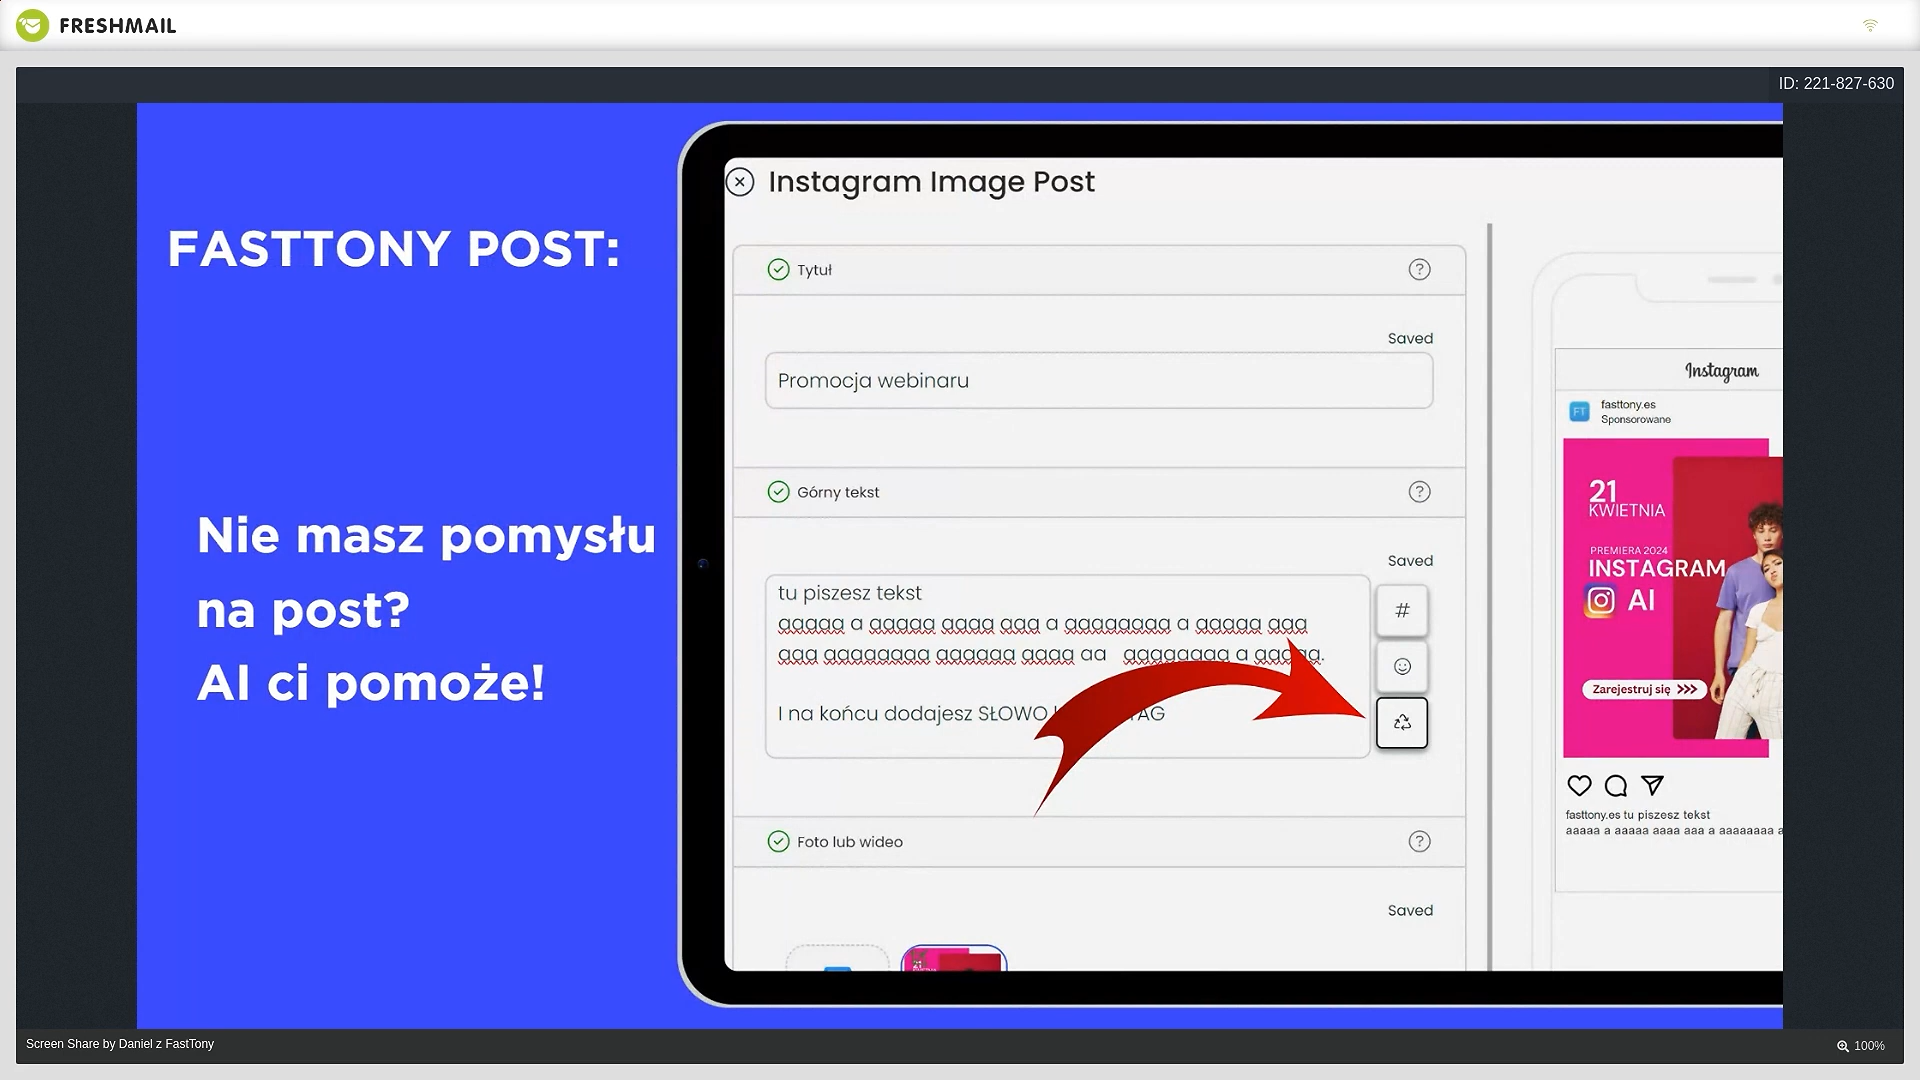 FRESHMAIL
ID: 221-827-630
FASTTONY POST:
Nie masz pomysłu
na post?
AI ci pomoże!
Instagram Image Post
Tytuł
?
Saved
Promocja webinaru
Górny tekst
?
Saved
tu piszesz tekst
aaaaa a aaaaa aaaa aaa a aaaaaaaa a aaaaa aaa
aaa aaaaaaaa aaaaaa aaaa aa aaaaaaaa a aaaaa.
I na końcu dodajesz SŁOWO
#
Foto lub wideo
?
Saved
Instagram
FT
fasttony.es
Sponsorowane
21
KWIETNIA
PREMIERA 2024
INSTAGRAM
AI
Zarejestruj się >>>
fasttony.es tu piszesz tekst
aaaaa a aaaaa aaaa aaa a aaaaaaaa a
21
Screen Share by Daniel z FastTony
100%